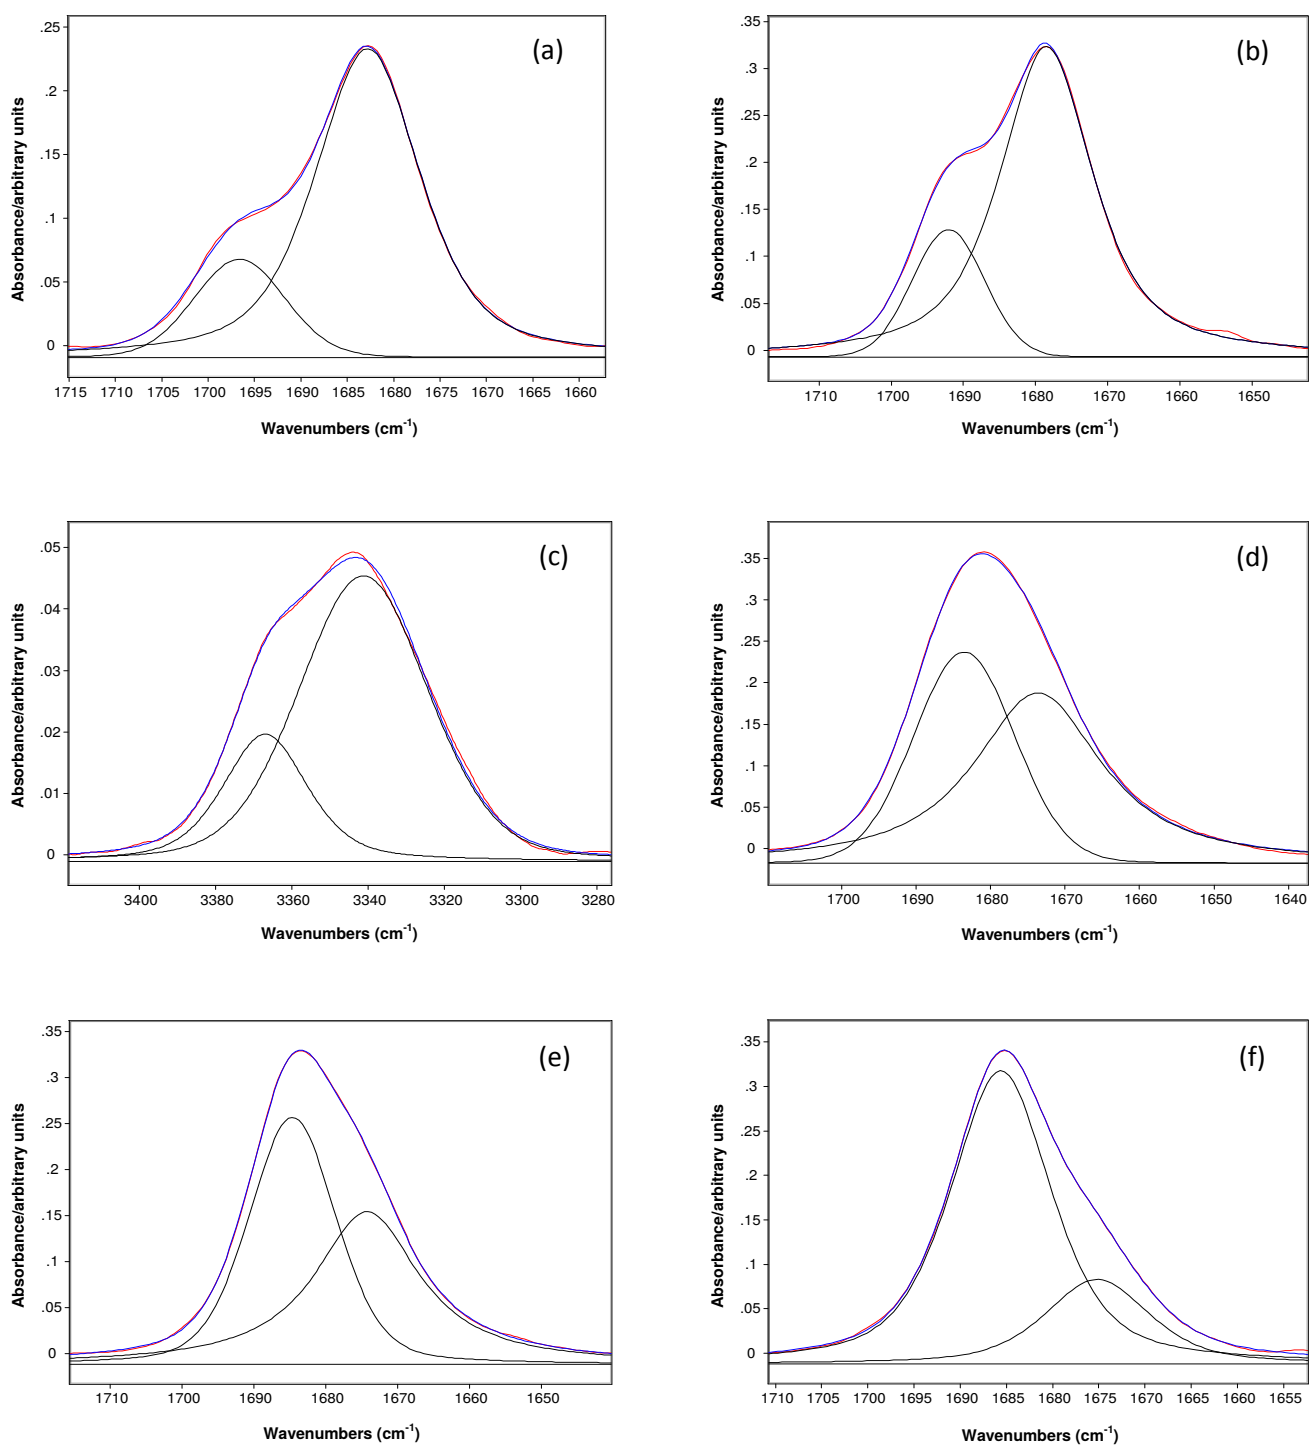 (a)
Absorbance/arbitrary units
.25
.2
.15
.1
.05
0
1715 1710 1705 1700 1695 1690 1685 1680 1675 1670 1665 1660
Wavenumbers (cm-1)
(b)
Absorbance/arbitrary units
.35
.3
.25
.2
.15
.1
.05
0
1710 1700 1690 1680 1670 1660 1650
Wavenumbers (cm-1)
(c)
Absorbance/arbitrary units
.05
.04
.03
.02
.01
0
3400 3380 3360 3340 3320 3300 3280
Wavenumbers (cm-1)
(d)
Absorbance/arbitrary units
.35
.3
.25
.2
.15
.1
.05
0
1700 1690 1680 1670 1660 1650 1640
Wavenumbers (cm-1)
(e)
Absorbance/arbitrary units
.35
.3
.25
.2
.15
.1
.05
0
1710 1700 1690 1680 1670 1660 1650
Wavenumbers (cm-1)
(f)
Absorbance/arbitrary units
.35
.3
.25
.2
.15
.1
.05
0
1710 1705 1700 1695 1690 1685 1680 1675 1670 1665 1660 1655
Wavenumbers (cm-1)